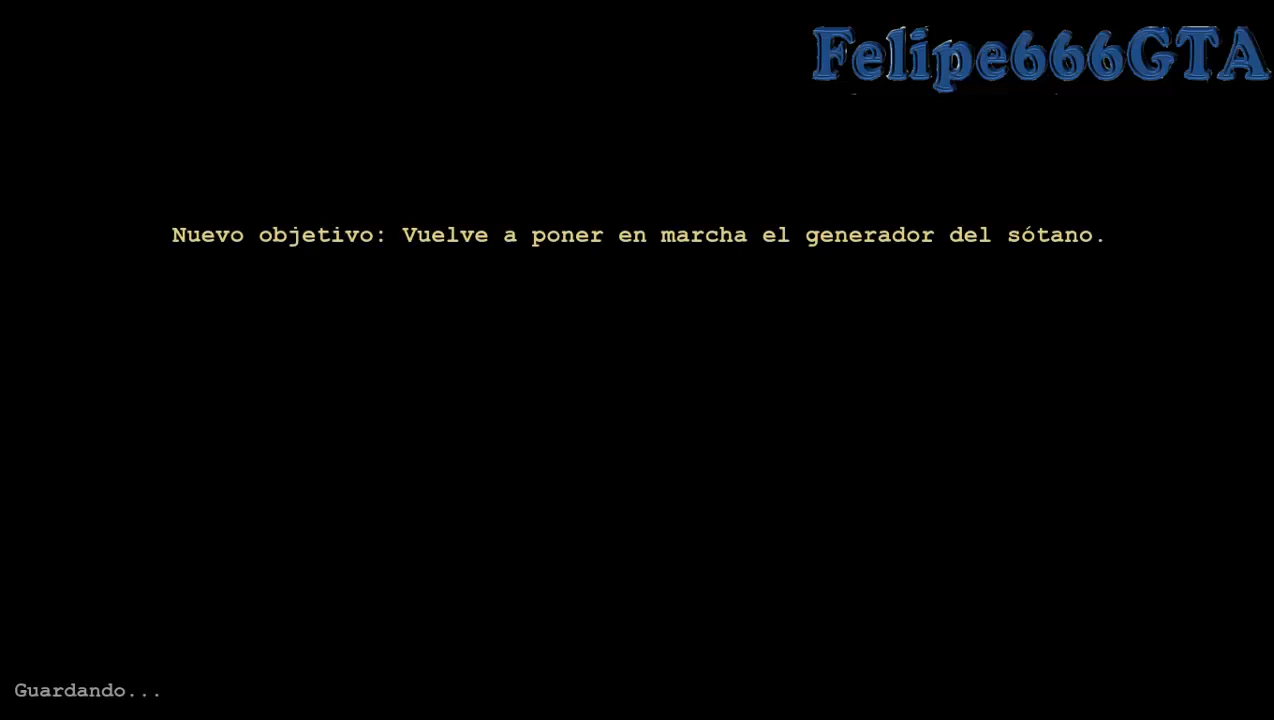 Felipe666GTA
Nuevo objetivo: Vuelve a poner en marcha el generador del sótano.
Guardando...